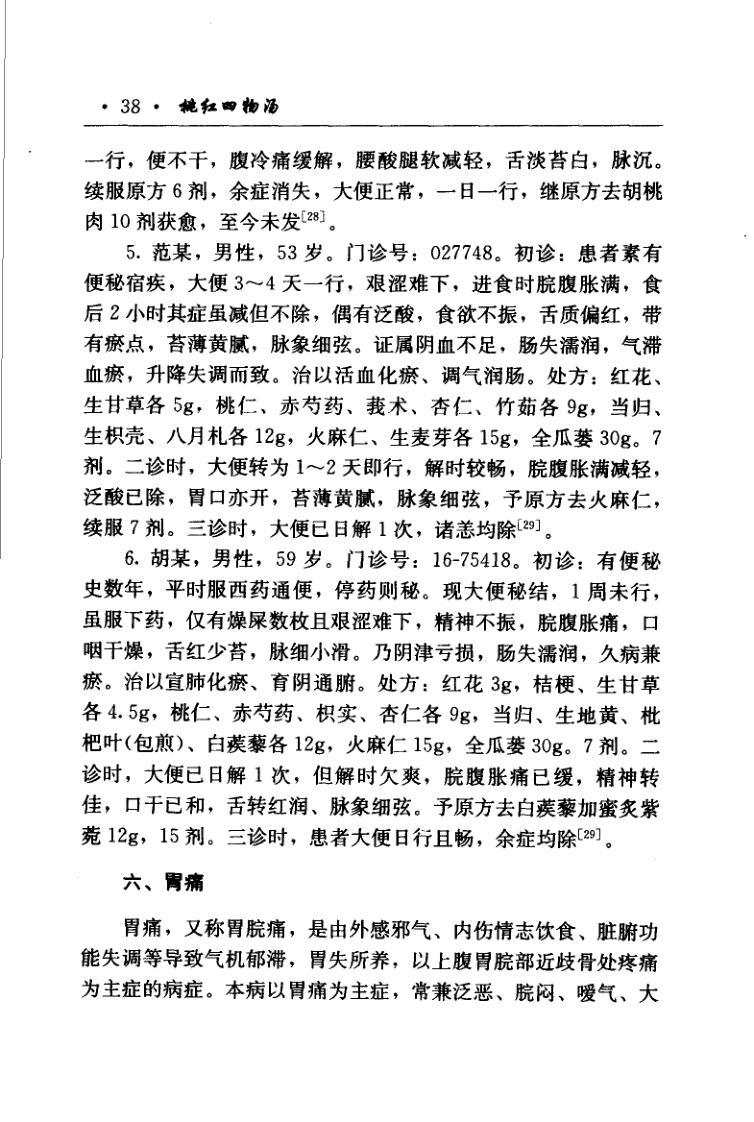 · 38 · 桃红四物汤
一行，便不干，腹冷痛缓解，腰酸腿软减轻，舌淡苔白，脉沉。
续服原方 6 剂，余症消失，大便正常，一日一行，继原方去胡桃
肉 10 剂获愈，至今未发[28]。
5. 范某，男性，53 岁。门诊号：027748。初诊：患者素有
便秘宿疾，大便 3～4 天一行，艰涩难下，进食时脘腹胀满，食
后 2 小时其症虽减但不除，偶有泛酸，食欲不振，舌质偏红，带
有瘀点，苔薄黄腻，脉象细弦。证属阴血不足，肠失濡润，气滞
血瘀，升降失调而致。治以活血化瘀、调气润肠。处方：红花、
生甘草各 5g，桃仁、赤芍药、莪术、杏仁、竹茹各 9g，当归、
生枳壳、八月札各 12g，火麻仁、生麦芽各 15g，全瓜蒌 30g。7
剂。二诊时，大便转为 1～2 天即行，解时较畅，脘腹胀满减轻，
泛酸已除，胃口亦开，苔薄黄腻，脉象细弦，予原方去火麻仁，
续服 7 剂。三诊时，大便已日解 1 次，诸恙均除[29]。
6. 胡某，男性，59 岁。门诊号：16-75418。初诊：有便秘
史数年，平时服西药通便，停药则秘。现大便秘结，1 周未行，
虽服下药，仅有燥屎数枚且艰涩难下，精神不振，脘腹胀痛，口
咽干燥，舌红少苔，脉细小滑。乃阴津亏损，肠失濡润，久病兼
瘀。治以宣肺化瘀、育阴通腑。处方：红花 3g，桔梗、生甘草
各 4.5g，桃仁、赤芍药、枳实、杏仁各 9g，当归、生地黄、枇
杷叶(包煎)、白蒺藜各 12g，火麻仁 15g，全瓜蒌 30g。7 剂。二
诊时，大便已日解 1 次，但解时欠爽，脘腹胀痛已缓，精神转
佳，口干已和，舌转红润、脉象细弦。予原方去白蒺藜加蜜炙紫
菀 12g，15 剂。三诊时，患者大便日行且畅，余症均除[29]。
六、胃痛
胃痛，又称胃脘痛，是由外感邪气、内伤情志饮食、脏腑功
能失调等导致气机郁滞，胃失所养，以上腹胃脘部近歧骨处疼痛
为主症的病症。本病以胃痛为主症，常兼泛恶、脘闷、嗳气、大